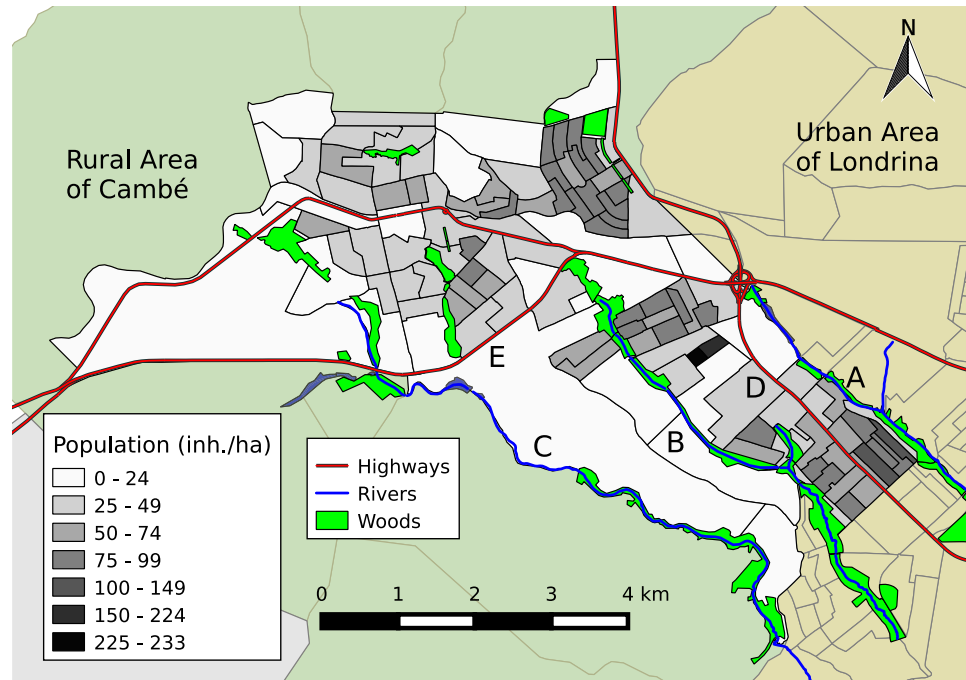 N
Rural Area
of Cambé
Urban Area
of Londrina
A
E
D
B
C
Population (inh./ha)
0 - 24
25 - 49
50 - 74
75 - 99
100 - 149
150 - 224
225 - 233
Highways
Rivers
Woods
0 1 2 3 4 km